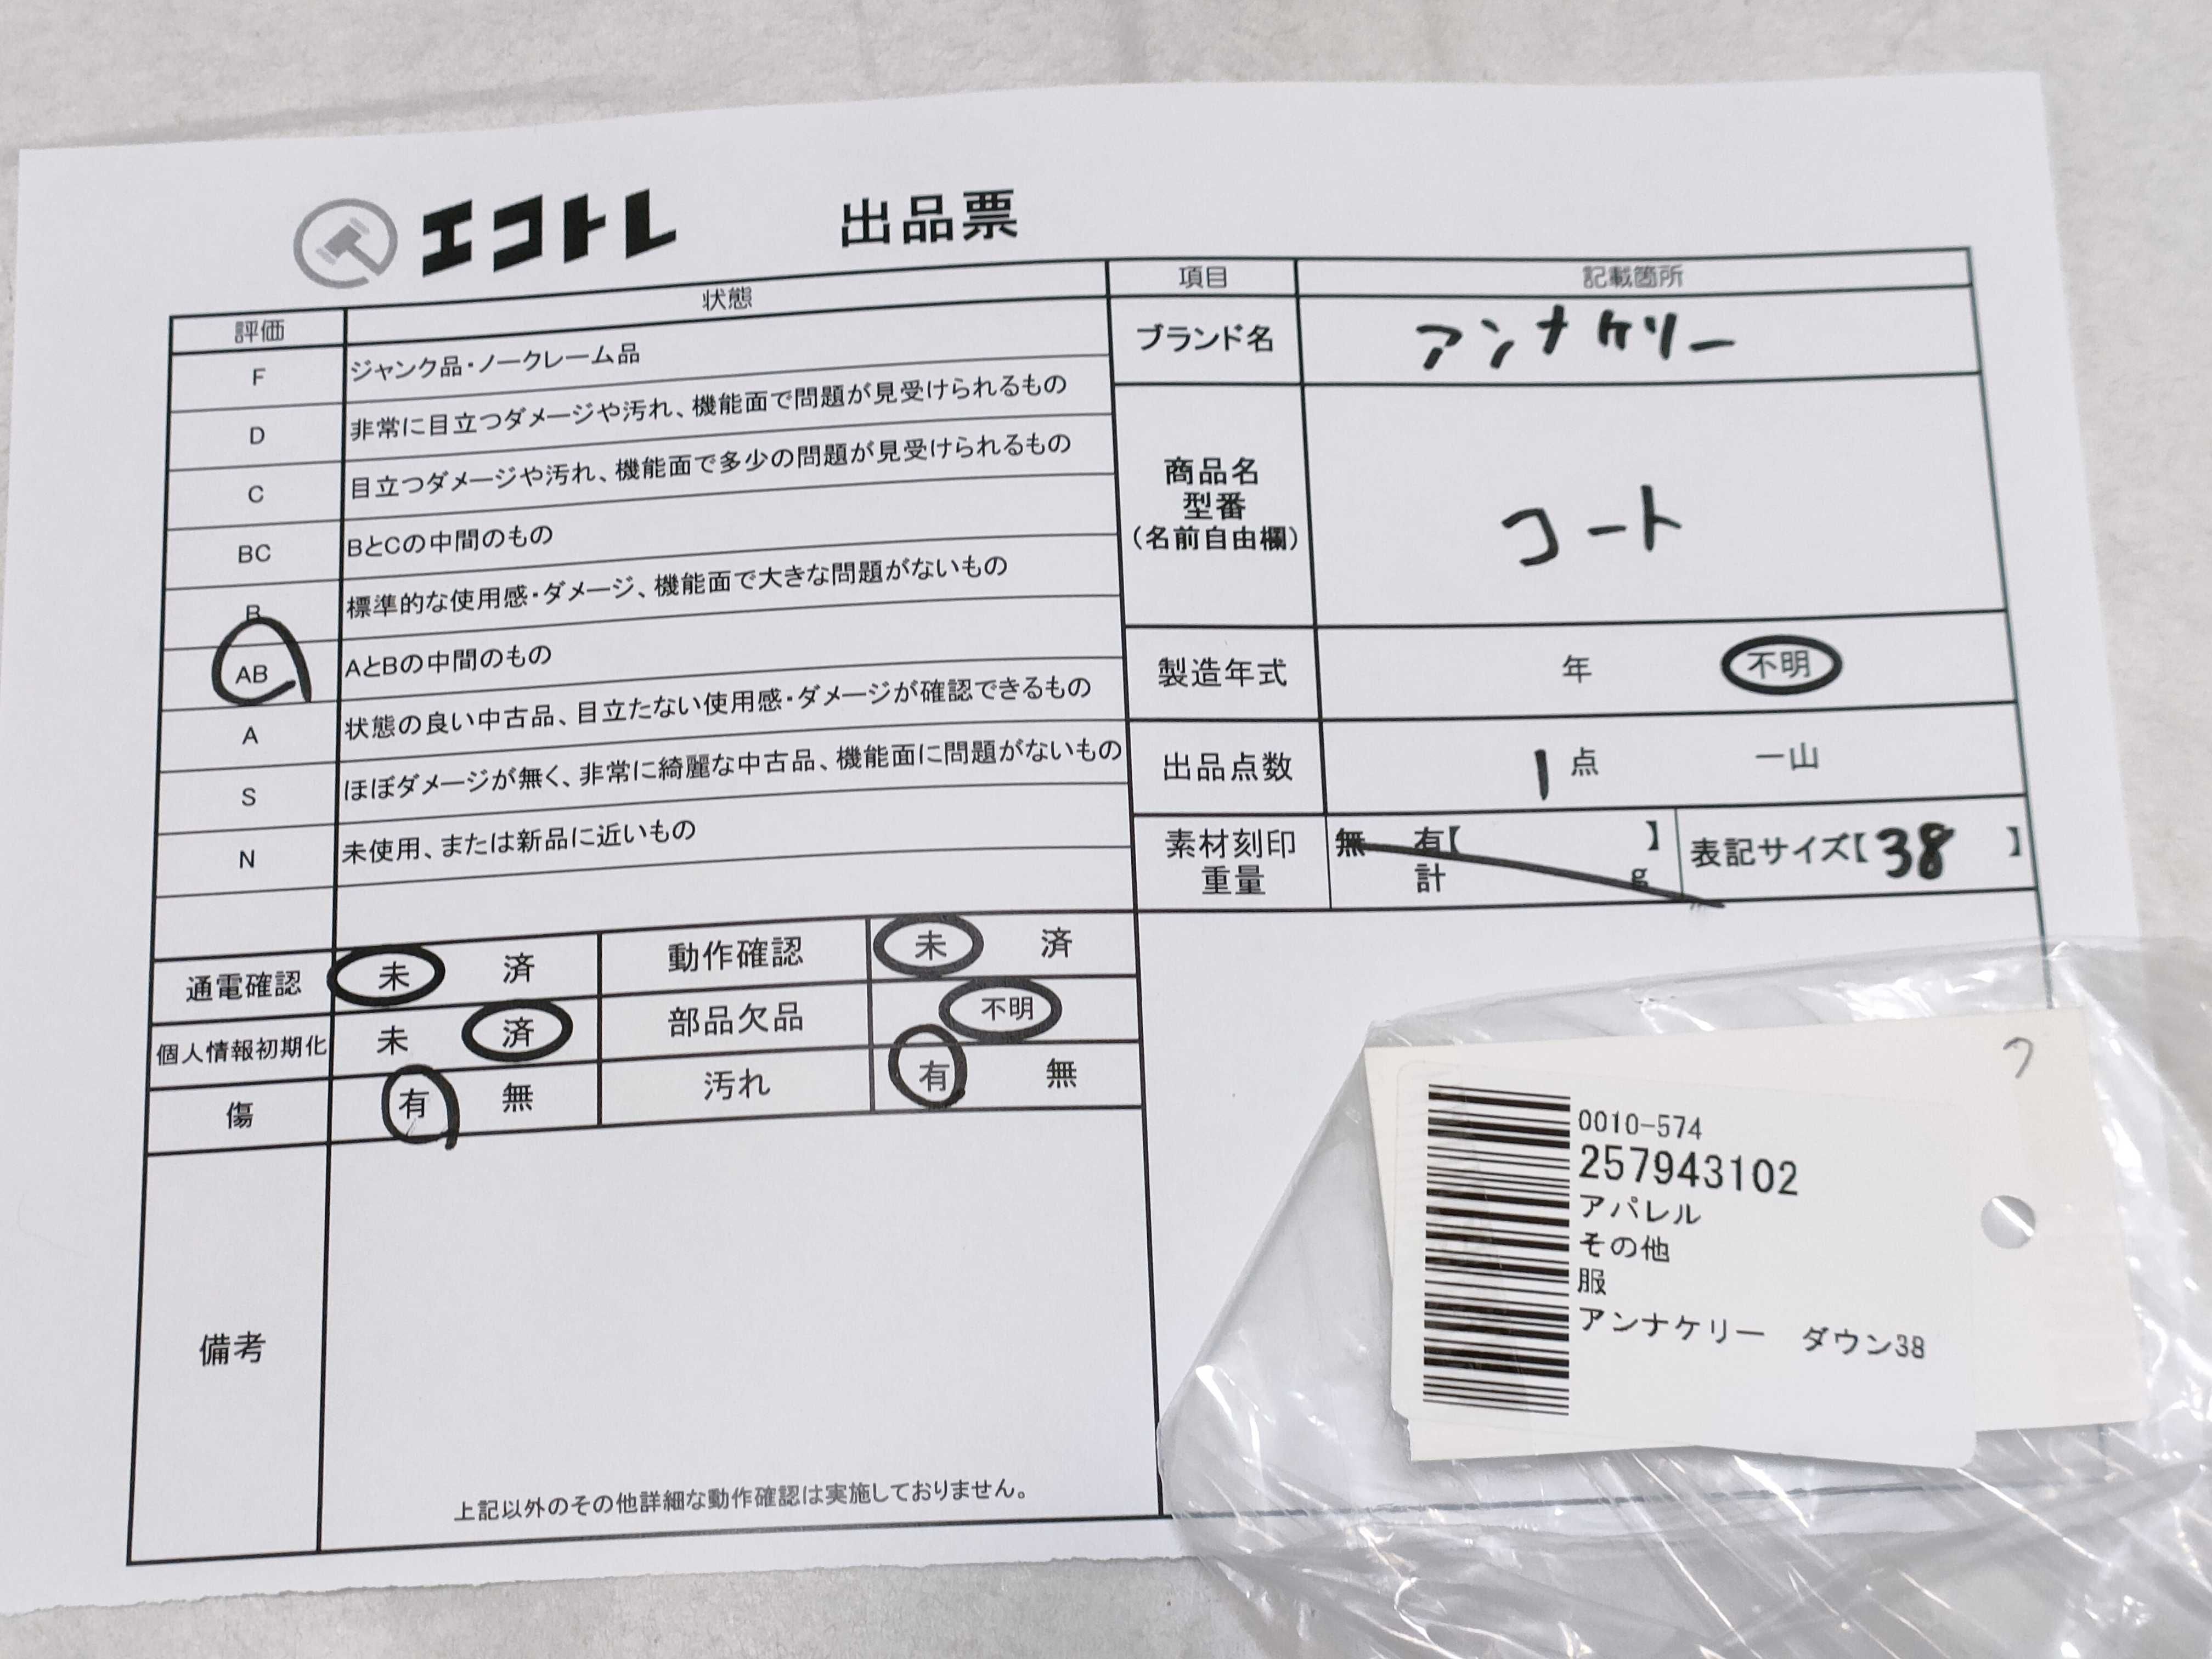 エコトレ 出品票
評価 状態
F ジャンク品・ノークレーム品
D 非常に目立つダメージや汚れ、機能面で問題が見受けられるもの
C 目立つダメージや汚れ、機能面で多少の問題が見受けられるもの
BC BとCの中間のもの
B 標準的な使用感・ダメージ、機能面で大きな問題がないもの
AB AとBの中間のもの
A 状態の良い中古品、目立たない使用感・ダメージが確認できるもの
S ほぼダメージが無く、非常に綺麗な中古品、機能面に問題がないもの
N 未使用、または新品に近いもの
通電確認 未 済 動作確認 未 済
個人情報初期化 未 済 部品欠品 不明
傷 有 無 汚れ 有 無
備考
上記以外のその他詳細な動作確認は実施しておりません。
項目 記載箇所
ブランド名 アンナケリー
商品名
型番
(名前自由欄)
コート
製造年式 年 不明
出品点数 1 点 一山
素材刻印 無 有【 】 表記サイズ【38 】
重量 計 g
ク
0010-574
257943102
アパレル
その他
服
アンナケリー ダウン38